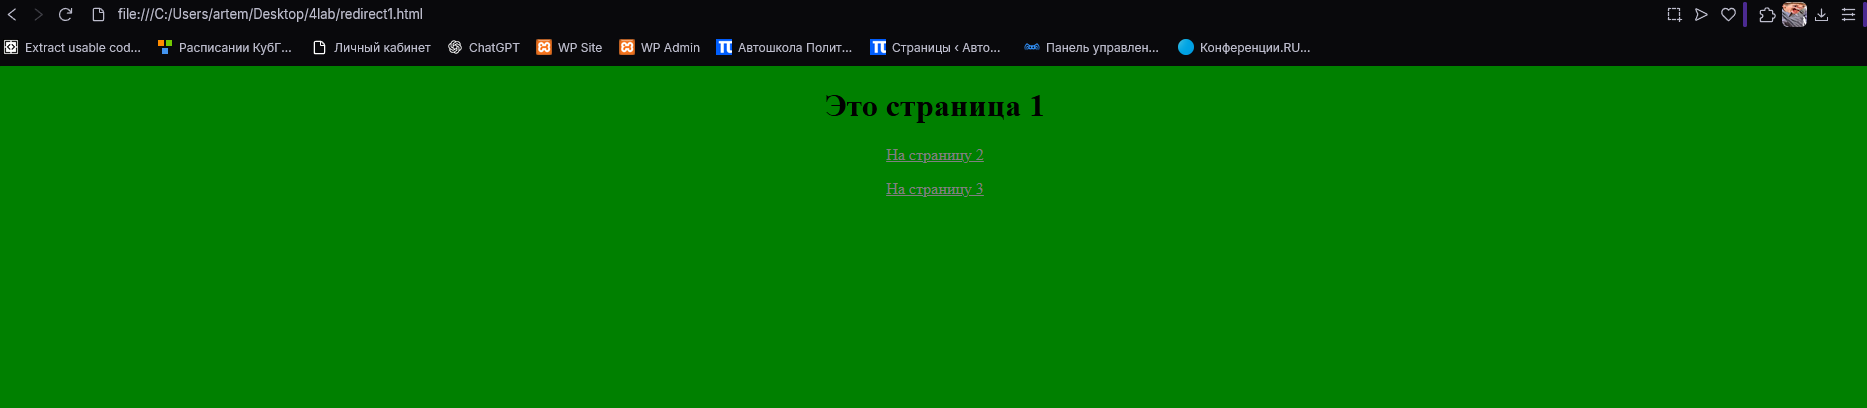 file:///C:/Users/artem/Desktop/4lab/redirect1.html
Extract usable cod... Расписании КубГ... Личный кабинет ChatGPT WP Site WP Admin Автошкола Полит... Страницы ‹ Авто... Панель управлен... Конференции.RU...
Это страница 1
На страницу 2
На страницу 3